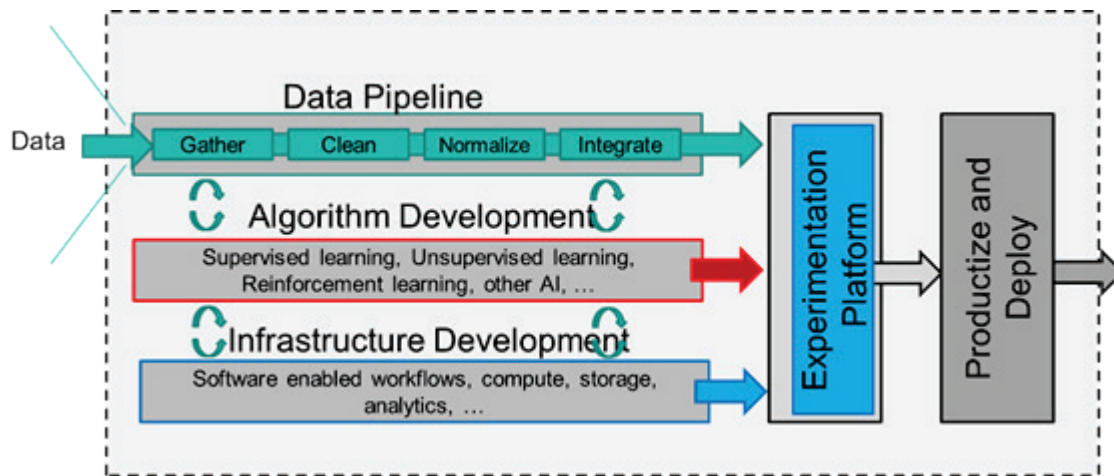 Data Pipeline
Data
Gather
Clean
Normalize
Integrate
Algorithm Development
Supervised learning, Unsupervised learning,
Reinforcement learning, other AI, …
Infrastructure Development
Software enabled workflows, compute, storage,
analytics, …
Experimentation
Platform
Productize and
Deploy